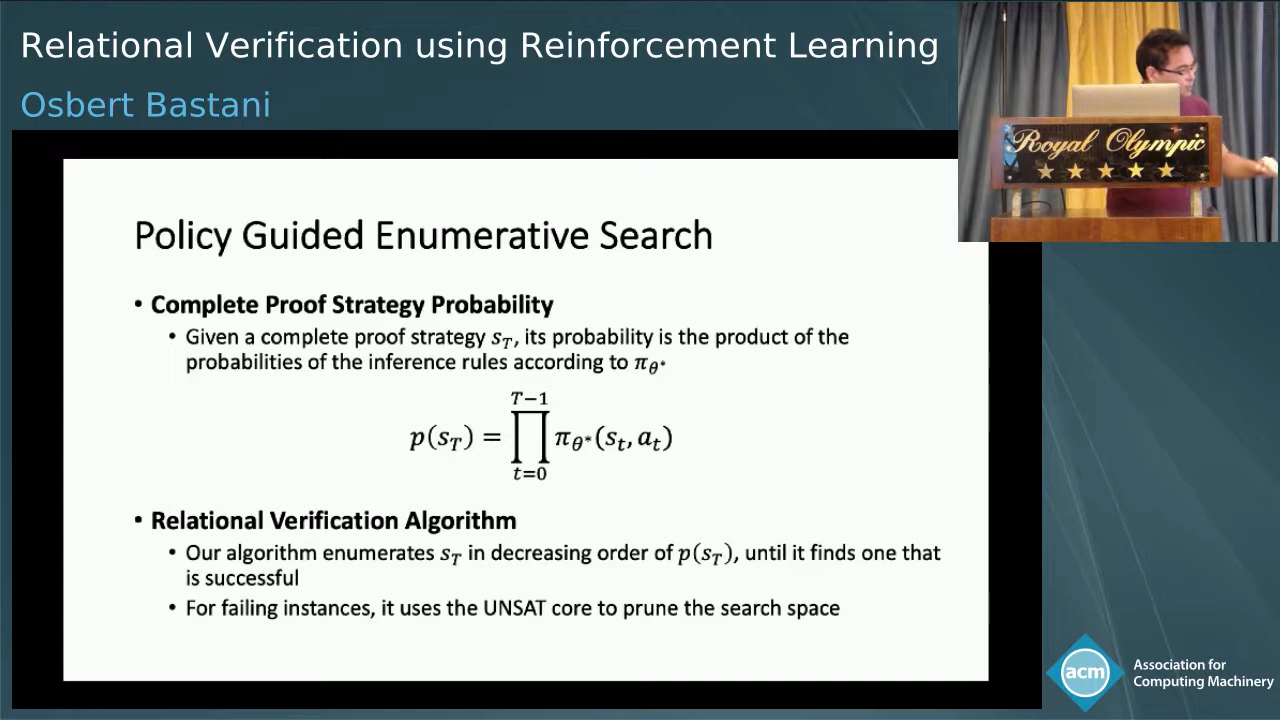 Relational Verification using Reinforcement Learning
Osbert Bastani
Royal Olympic
Policy Guided Enumerative Search
• Complete Proof Strategy Probability
• Given a complete proof strategy s_T, its probability is the product of the
probabilities of the inference rules according to π_θ*
p(s_T) = ∏_{t=0}^{T−1} π_θ*(s_t, a_t)
• Relational Verification Algorithm
• Our algorithm enumerates s_T in decreasing order of p(s_T), until it finds one that
is successful
• For failing instances, it uses the UNSAT core to prune the search space
acm
Association for
Computing Machinery